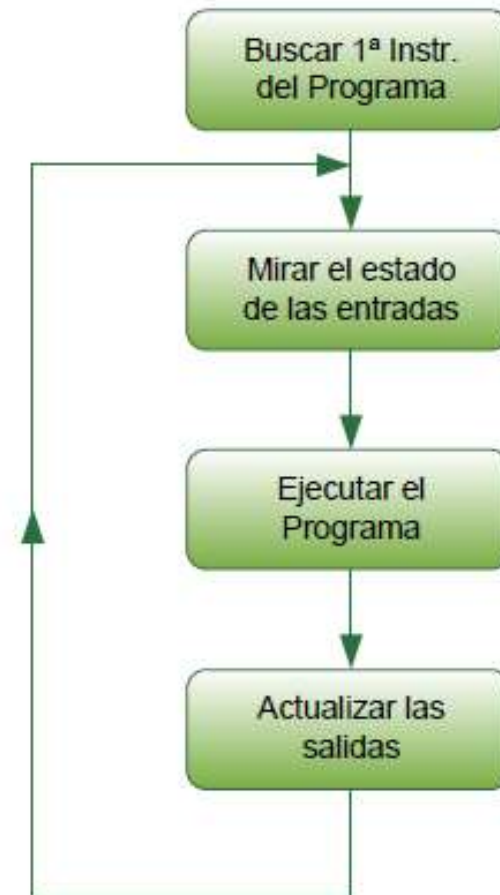 Buscar 1ª Instr.
del Programa
Mirar el estado
de las entradas
Ejecutar el
Programa
Actualizar las
salidas